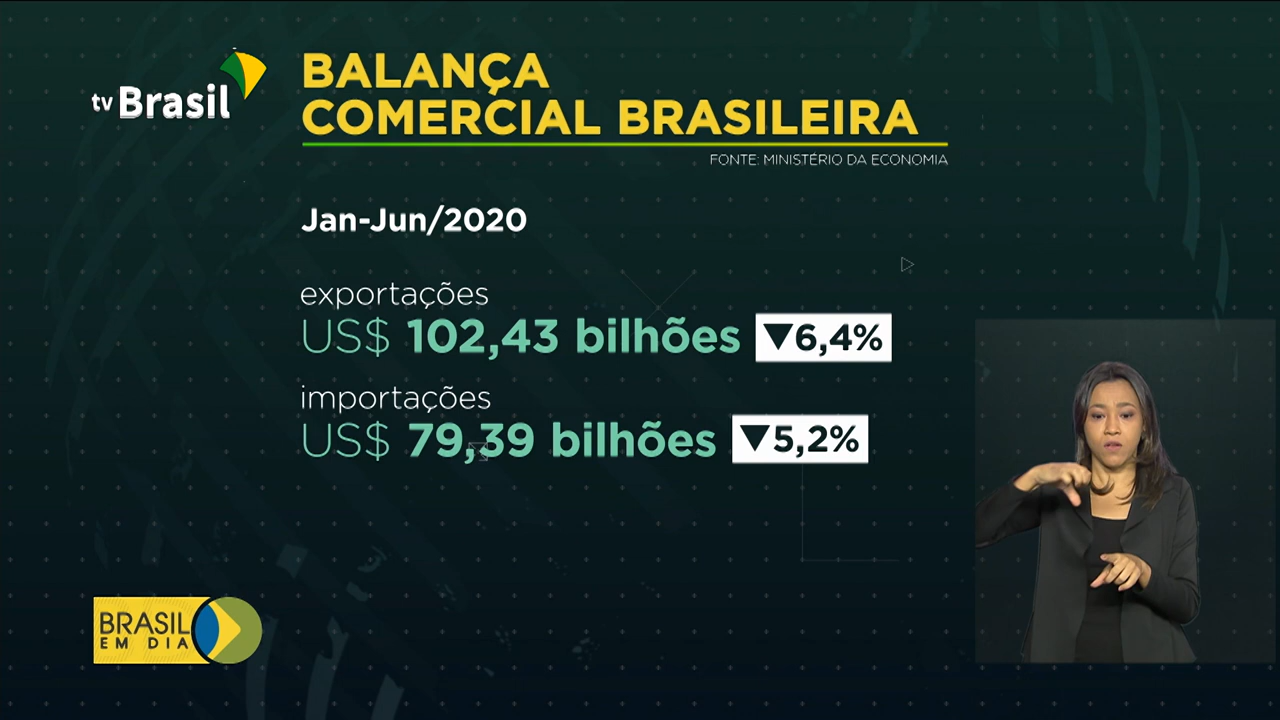 tv Brasil
BALANÇA
COMERCIAL BRASILEIRA
FONTE: MINISTÉRIO DA ECONOMIA
Jan-Jun/2020
exportações
US$ 102,43 bilhões ▼6,4%
importações
US$ 79,39 bilhões ▼5,2%
BRASIL
EM DIA